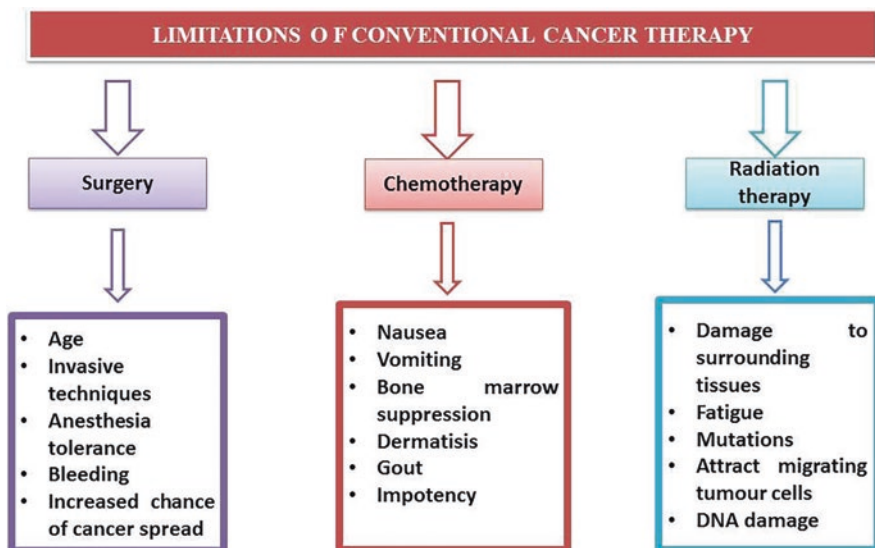 LIMITATIONS O F CONVENTIONAL CANCER THERAPY
Surgery
Chemotherapy
Radiation
therapy
• Age
• Invasive
techniques
• Anesthesia
tolerance
• Bleeding
• Increased chance
of cancer spread
• Nausea
• Vomiting
• Bone marrow
suppression
• Dermatisis
• Gout
• Impotency
• Damage to
surrounding
tissues
• Fatigue
• Mutations
• Attract migrating
tumour cells
• DNA damage